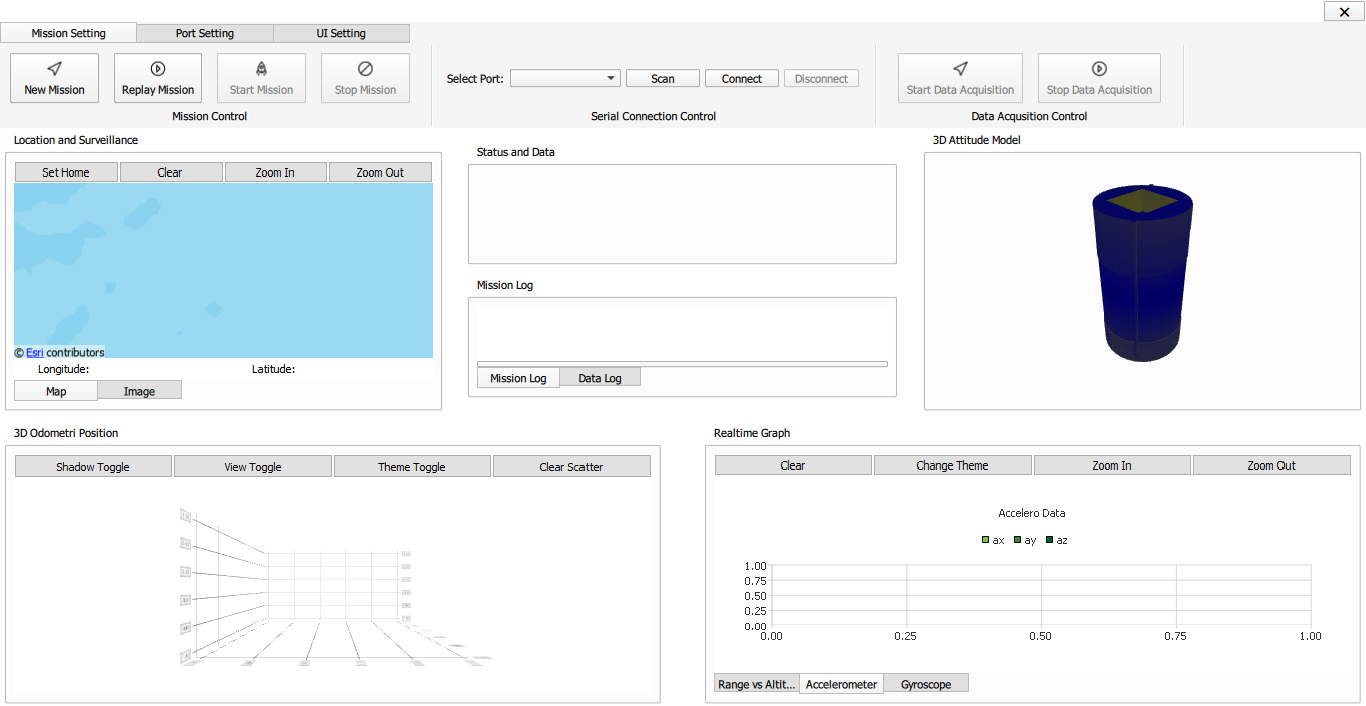 Mission Setting Port Setting UI Setting
New Mission Replay Mission Start Mission Stop Mission
Mission Control
Select Port: Scan Connect Disconnect
Serial Connection Control
Start Data Acquisition Stop Data Acquisition
Data Acqusition Control
Location and Surveillance
Set Home Clear Zoom In Zoom Out
© Esri contributors
Longitude: Latitude:
Map Image
Status and Data
Mission Log
Mission Log Data Log
3D Attitude Model
3D Odometri Position
Shadow Toggle View Toggle Theme Toggle Clear Scatter
Realtime Graph
Clear Change Theme Zoom In Zoom Out
Accelero Data
ax ay az
1.00
0.75
0.50
0.25
0.00
0.00 0.25 0.50 0.75 1.00
Range vs Altit... Accelerometer Gyroscope